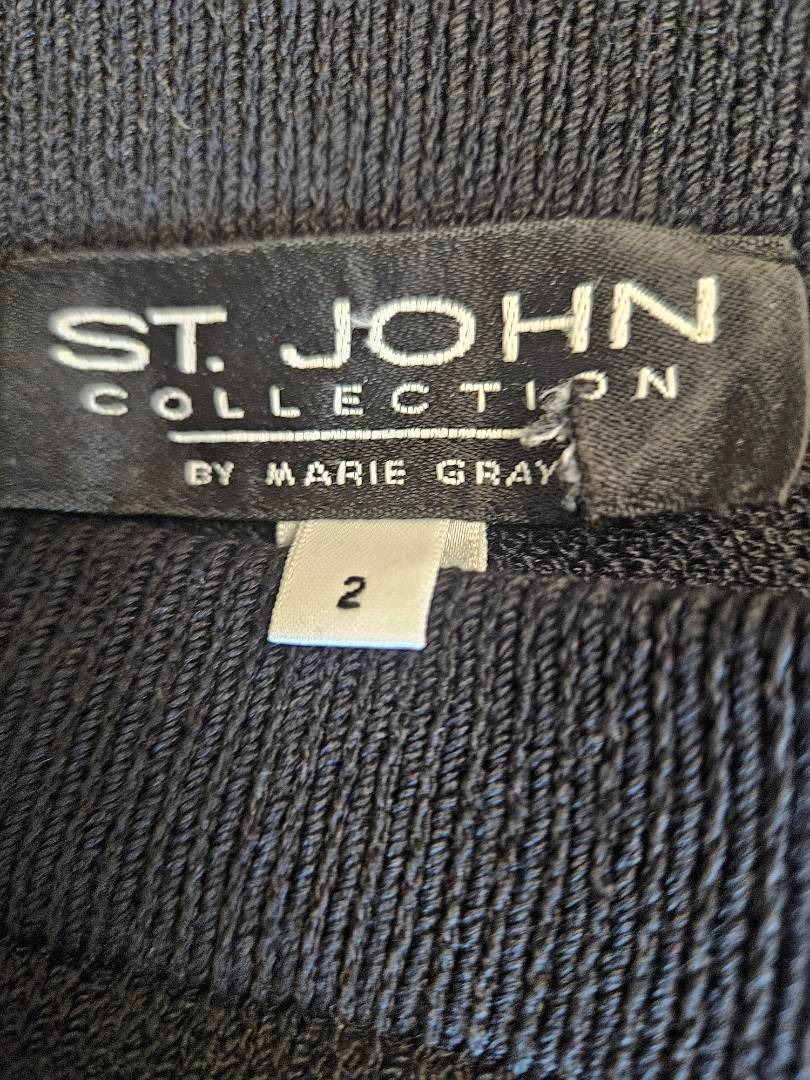 ST. JOHN
COLLECTION
BY MARIE GRAY
2